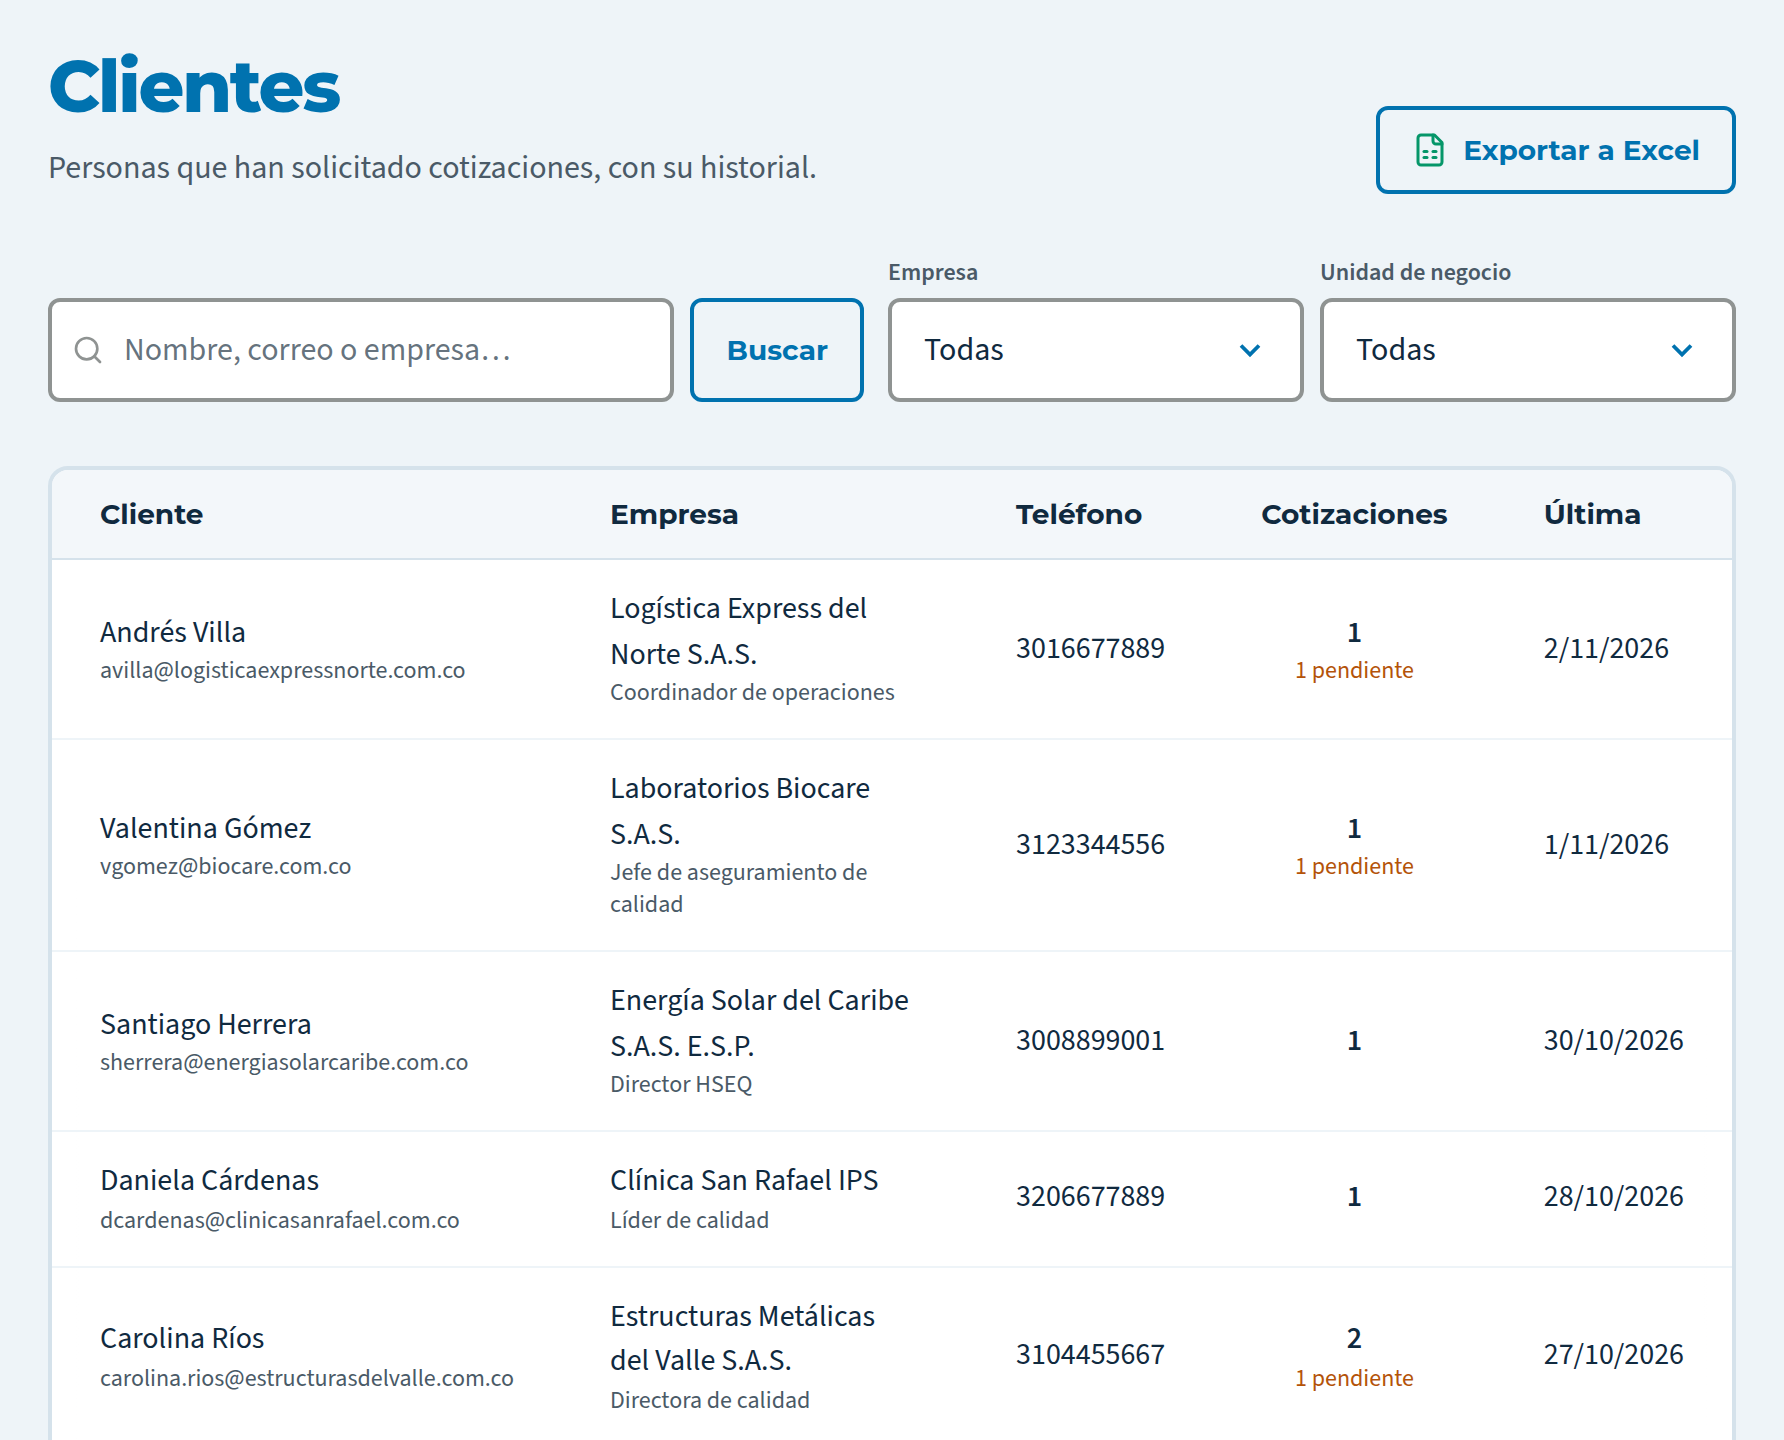 Clientes
Personas que han solicitado cotizaciones, con su historial.
Exportar a Excel
Nombre, correo o empresa…
Buscar
Empresa
Todas
Unidad de negocio
Todas
Cliente Empresa Teléfono Cotizaciones Última
Andrés Villa
avilla@logisticaexpressnorte.com.co
Logística Express del
Norte S.A.S.
Coordinador de operaciones
3016677889
1
1 pendiente
2/11/2026
Valentina Gómez
vgomez@biocare.com.co
Laboratorios Biocare
S.A.S.
Jefe de aseguramiento de
calidad
3123344556
1
1 pendiente
1/11/2026
Santiago Herrera
sherrera@energiasolarcaribe.com.co
Energía Solar del Caribe
S.A.S. E.S.P.
Director HSEQ
3008899001
1
30/10/2026
Daniela Cárdenas
dcardenas@clinicasanrafael.com.co
Clínica San Rafael IPS
Líder de calidad
3206677889
1
28/10/2026
Carolina Ríos
carolina.rios@estructurasdelvalle.com.co
Estructuras Metálicas
del Valle S.A.S.
Directora de calidad
3104455667
2
1 pendiente
27/10/2026